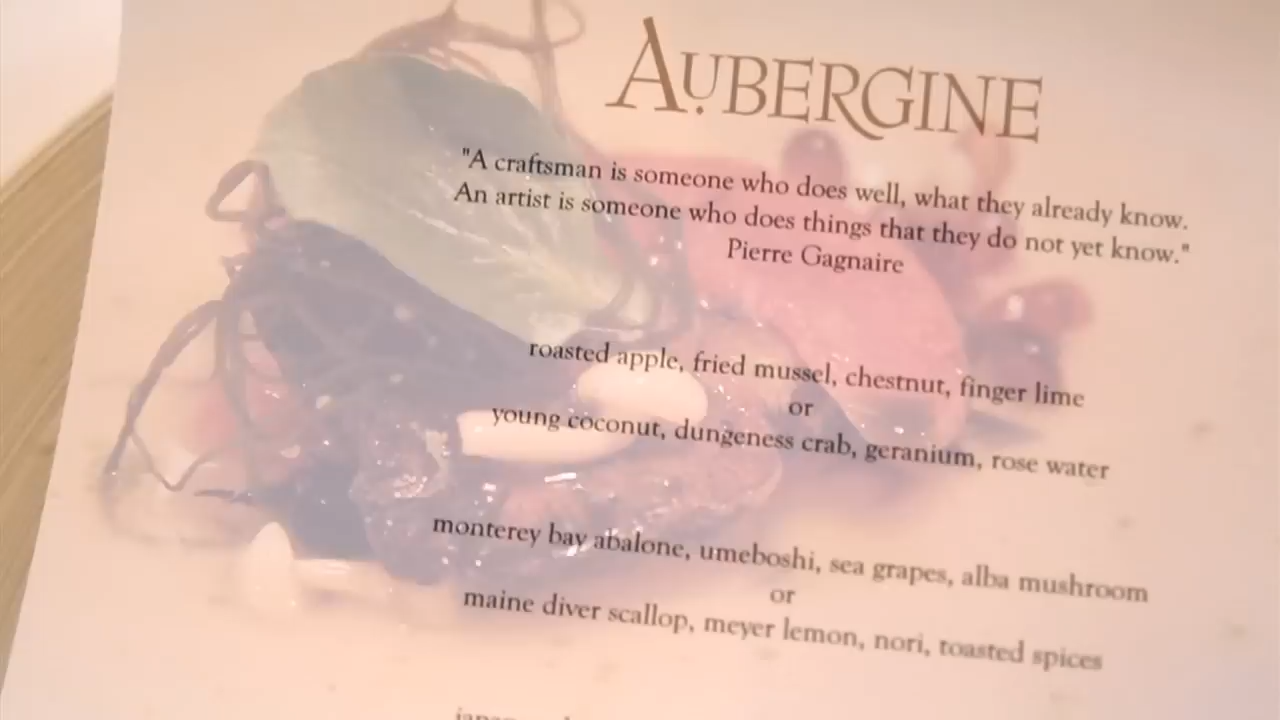 AUBERGINE
"A craftsman is someone who does well, what they already know.
An artist is someone who does things that they do not yet know."
Pierre Gagnaire
roasted apple, fried mussel, chestnut, finger lime
or
young coconut, dungeness crab, geranium, rose water
monterey bay abalone, umeboshi, sea grapes, alba mushroom
or
maine diver scallop, meyer lemon, nori, toasted spices